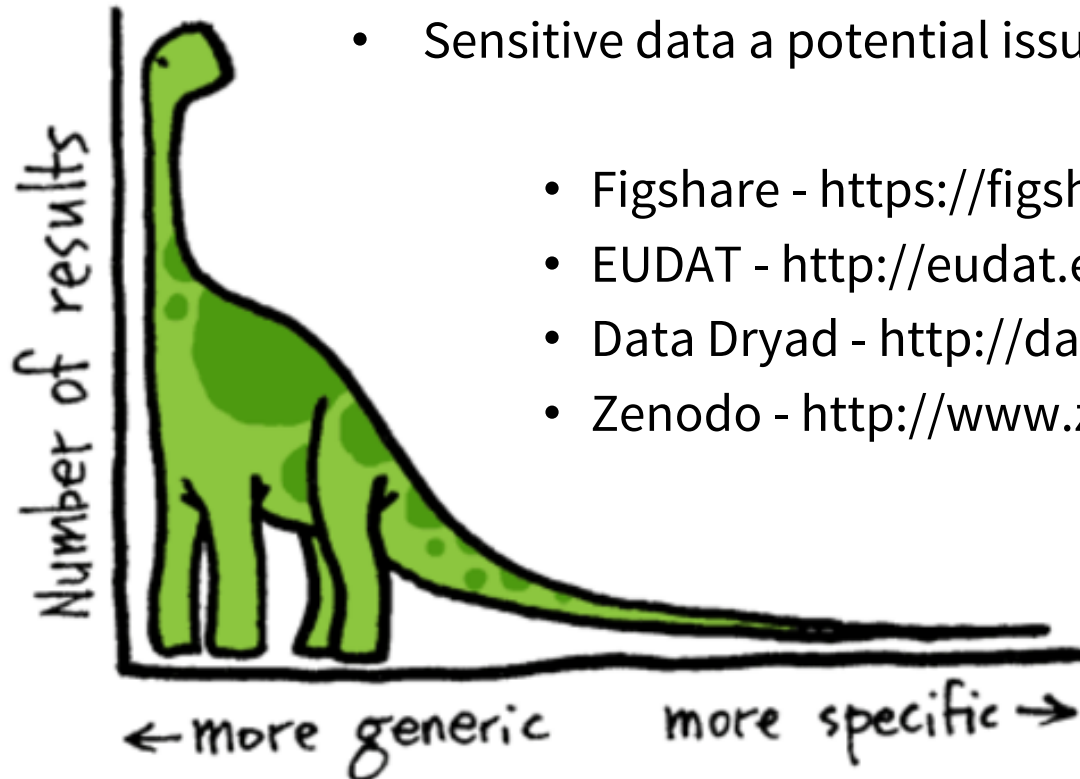 Sensitive data a potential issu
• Figshare - https://figsh
• EUDAT - http://eudat.e
• Data Dryad - http://da
• Zenodo - http://www.z
Number of results
←more generic more specific→